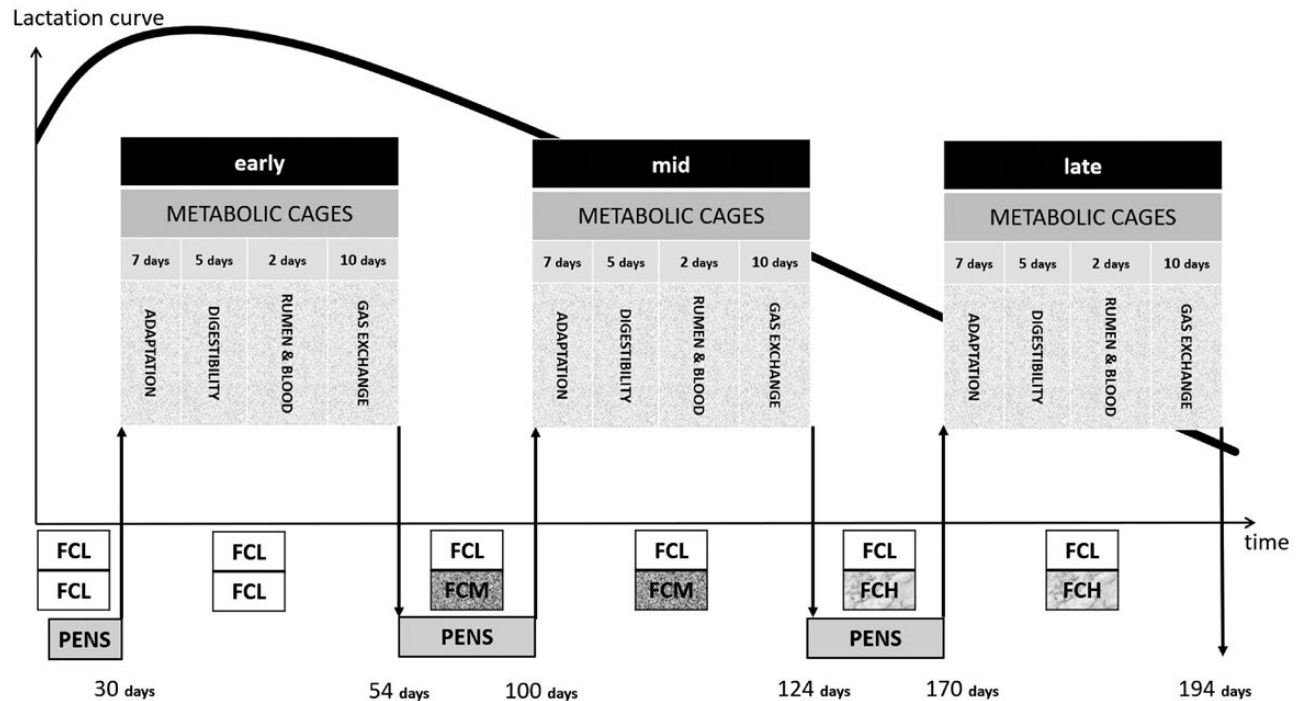 Lactation curve
early
METABOLIC CAGES
7 days 5 days 2 days 10 days
ADAPTATION
DIGESTIBILITY
RUMEN & BLOOD
GAS EXCHANGE
mid
METABOLIC CAGES
7 days 5 days 2 days 10 days
ADAPTATION
DIGESTIBILITY
RUMEN & BLOOD
GAS EXCHANGE
late
METABOLIC CAGES
7 days 5 days 2 days 10 days
ADAPTATION
DIGESTIBILITY
RUMEN & BLOOD
GAS EXCHANGE
time
FCL FCL FCL FCL FCL FCL
FCL FCL FCM FCM FCH FCH
PENS PENS PENS
30 days 54 days 100 days 124 days 170 days 194 days